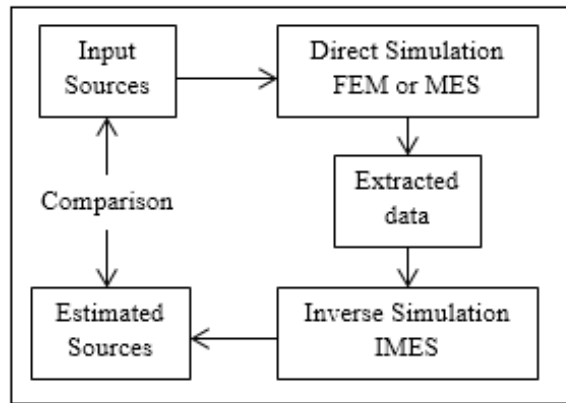 Input
Sources
Direct Simulation
FEM or MES
Extracted
data
Comparison
Estimated
Sources
Inverse Simulation
IMES